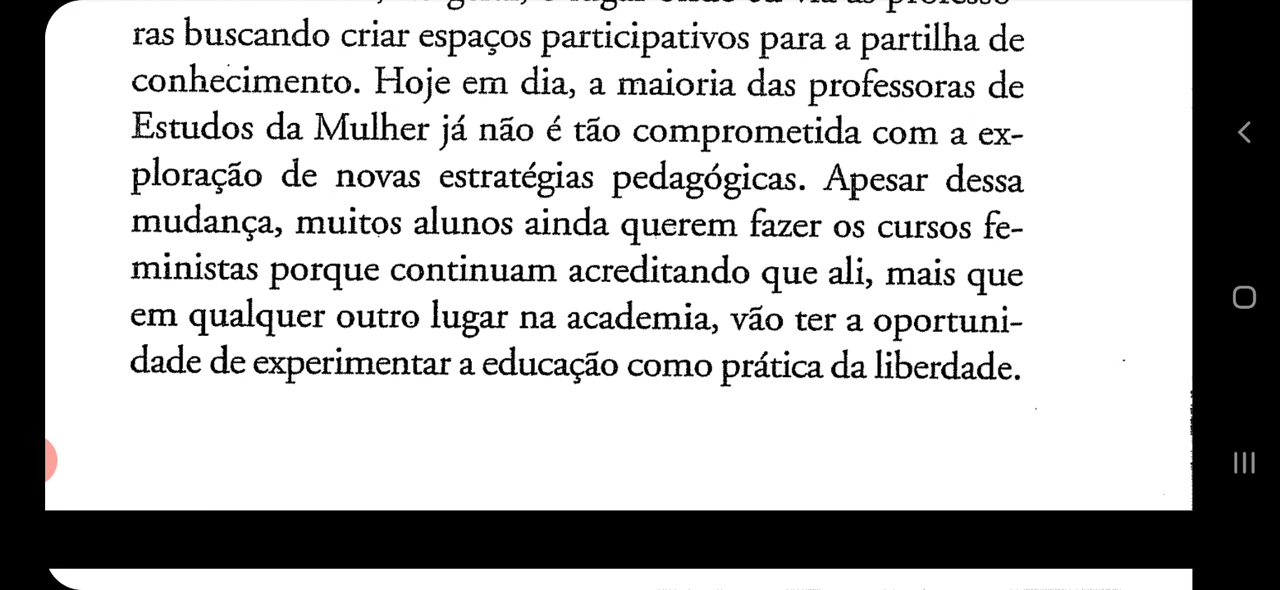 ras buscando criar espaços participativos para a partilha de
conhecimento. Hoje em dia, a maioria das professoras de
Estudos da Mulher já não é tão comprometida com a ex-
ploração de novas estratégias pedagógicas. Apesar dessa
mudança, muitos alunos ainda querem fazer os cursos fe-
ministas porque continuam acreditando que ali, mais que
em qualquer outro lugar na academia, vão ter a oportuni-
dade de experimentar a educação como prática da liberdade.